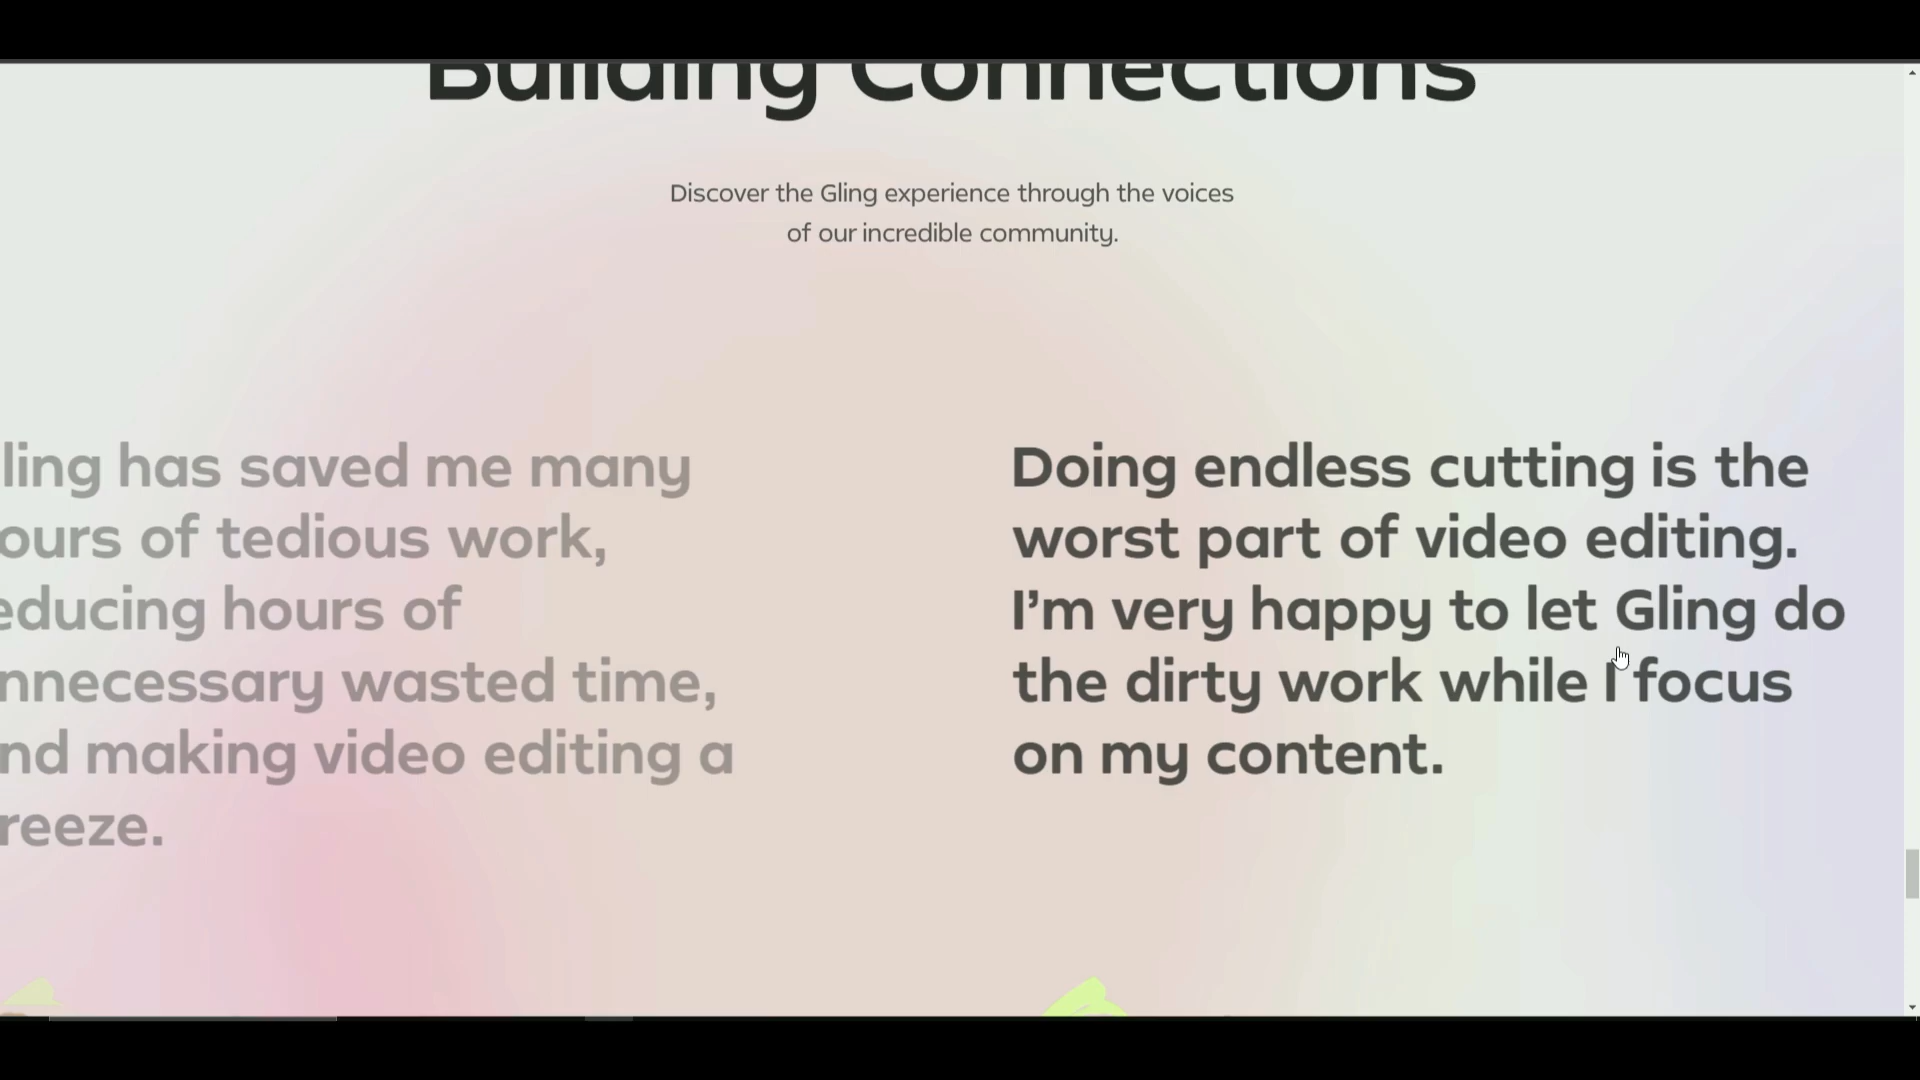 Building Connections
Discover the Gling experience through the voices
of our incredible community.
ling has saved me many
ours of tedious work,
educing hours of
nnecessary wasted time,
nd making video editing a
reeze.
Doing endless cutting is the
worst part of video editing.
I'm very happy to let Gling do
the dirty work while I focus
on my content.